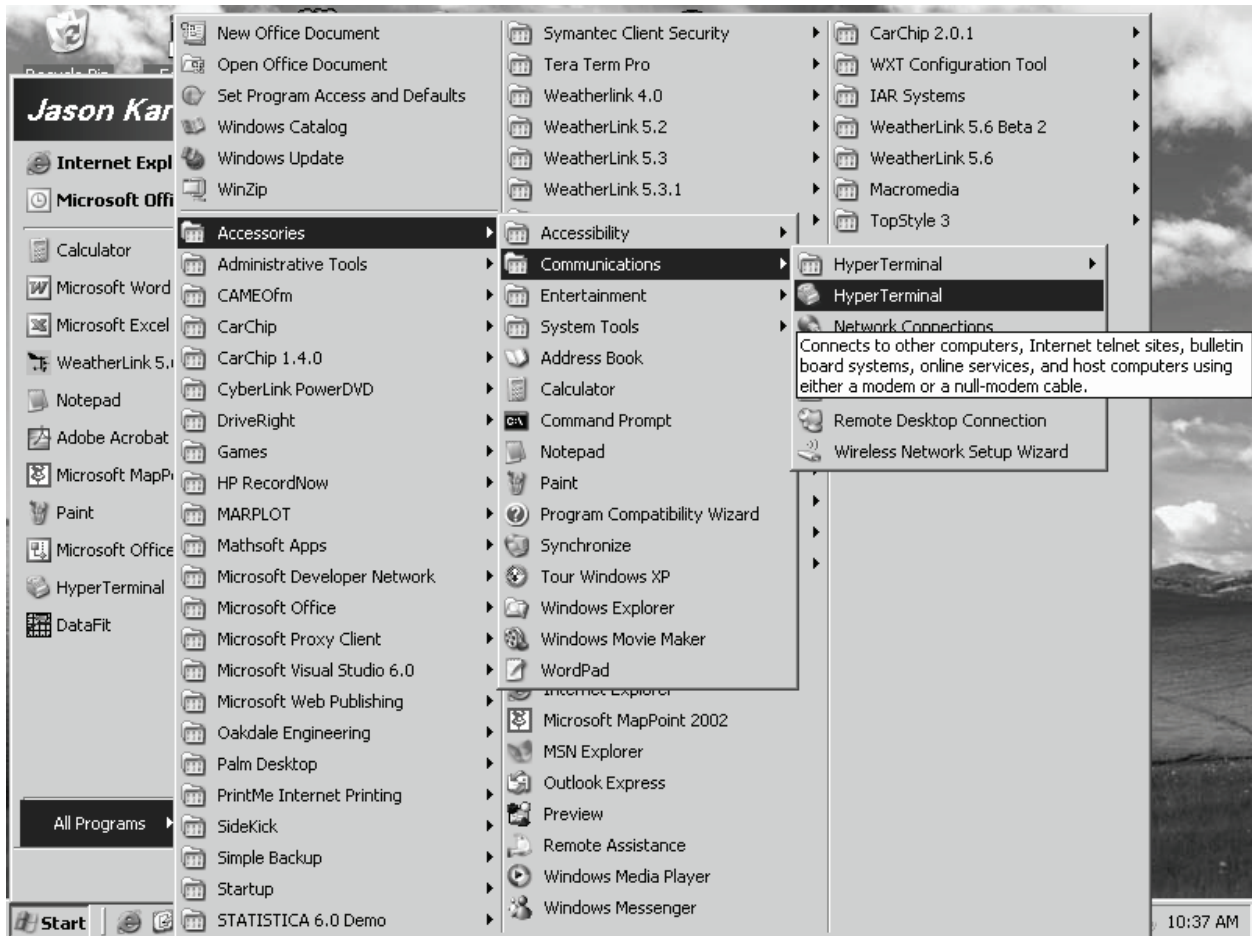 Jason Kar
Internet Expl
Microsoft Offi
Calculator
Microsoft Word
Microsoft Excel
WeatherLink 5.
Notepad
Adobe Acrobat
Microsoft MapP
Paint
Microsoft Office
HyperTerminal
DataFit
All Programs
Start
New Office Document
Open Office Document
Set Program Access and Defaults
Windows Catalog
Windows Update
WinZip
Accessories
Administrative Tools
CAMEOfm
CarChip
CarChip 1.4.0
CyberLink PowerDVD
DriveRight
Games
HP RecordNow
MARPLOT
Mathsoft Apps
Microsoft Developer Network
Microsoft Office
Microsoft Proxy Client
Microsoft Visual Studio 6.0
Microsoft Web Publishing
Oakdale Engineering
Palm Desktop
PrintMe Internet Printing
SideKick
Simple Backup
Startup
STATISTICA 6.0 Demo
Symantec Client Security
Tera Term Pro
Weatherlink 4.0
WeatherLink 5.2
WeatherLink 5.3
WeatherLink 5.3.1
Accessibility
Communications
Entertainment
System Tools
Address Book
Calculator
Command Prompt
Notepad
Paint
Program Compatibility Wizard
Synchronize
Tour Windows XP
Windows Explorer
Windows Movie Maker
WordPad
Internet Explorer
Microsoft MapPoint 2002
MSN Explorer
Outlook Express
Preview
Remote Assistance
Windows Media Player
Windows Messenger
CarChip 2.0.1
WXT Configuration Tool
IAR Systems
WeatherLink 5.6 Beta 2
WeatherLink 5.6
Macromedia
TopStyle 3
HyperTerminal
HyperTerminal
Network Connections
Connects to other computers, Internet telnet sites, bulletin
board systems, online services, and host computers using
either a modem or a null-modem cable.
Remote Desktop Connection
Wireless Network Setup Wizard
10:37 AM